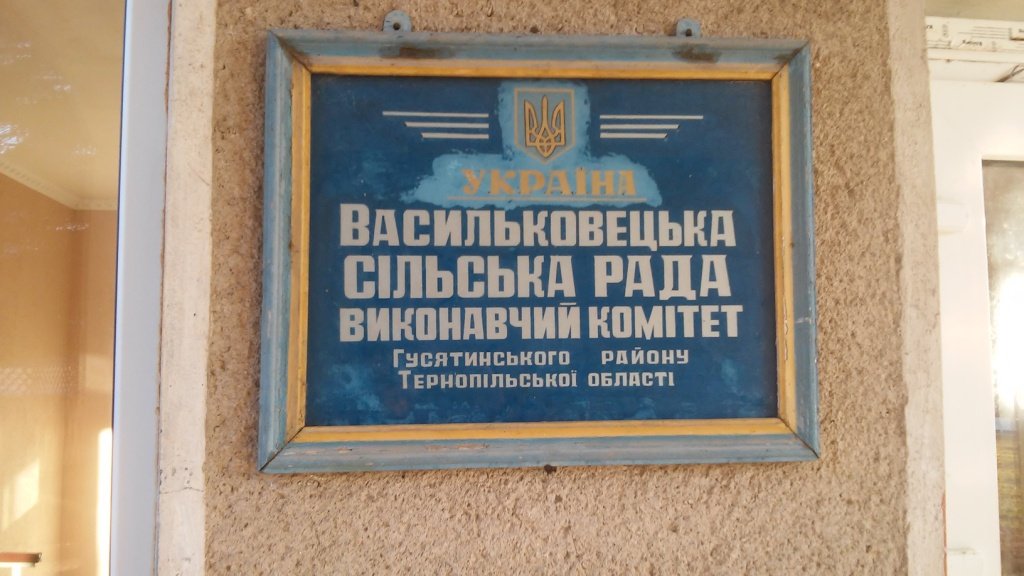 УКРАЇНА
ВАСИЛЬКОВЕЦЬКА
СІЛЬСЬКА РАДА
ВИКОНАВЧИЙ КОМІТЕТ
ГУСЯТИНСЬКОГО РАЙОНУ
ТЕРНОПІЛЬСЬКОЇ ОБЛАСТІ